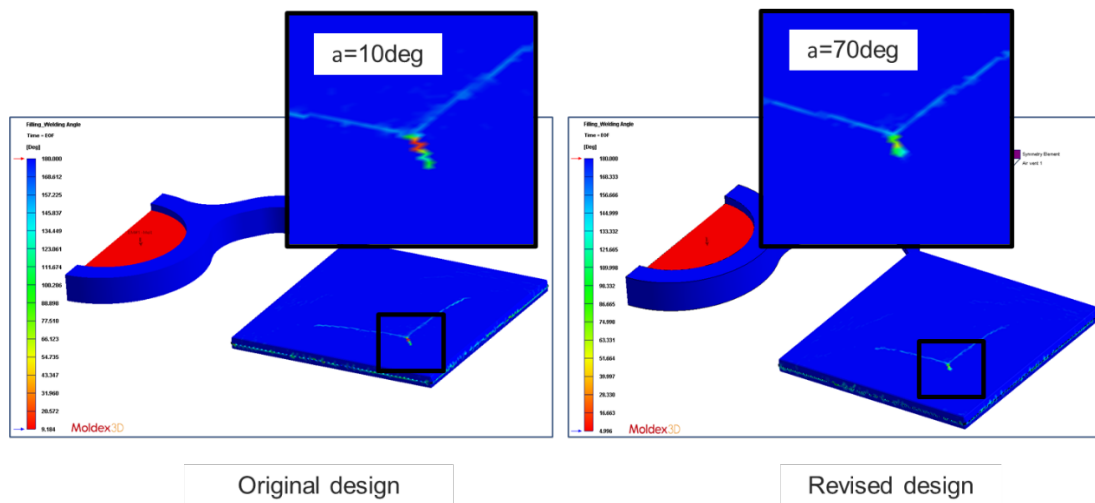 a=10deg
Filling_Welding Angle
Time = EOF
[Deg]
180.000
168.612
157.225
145.837
134.449
123.061
111.674
100.286
88.898
77.510
66.123
54.735
43.347
31.960
20.572
9.184
Moldex3D
Original design
a=70deg
Filling_Welding Angle
Time = EOF
[Deg]
180.000
168.333
156.666
144.999
133.332
121.665
109.998
98.332
86.665
74.998
63.331
51.664
39.997
28.330
16.663
4.996
Symmetry Element
Air vent 1
Moldex3D
Revised design